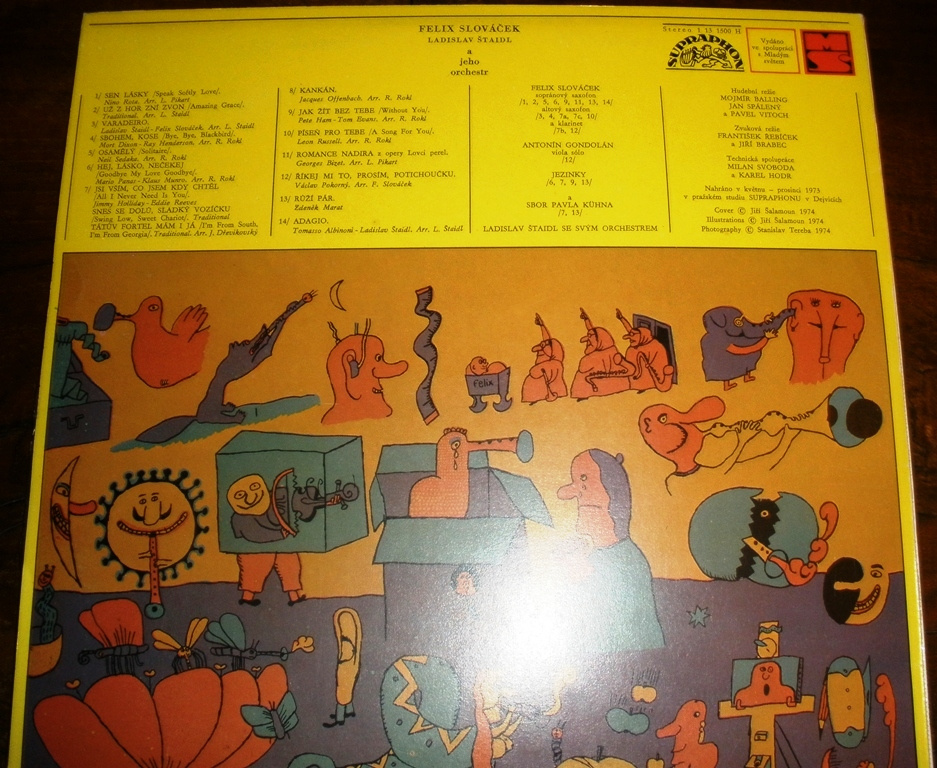 FELIX SLOVÁČEK
LADISLAV ŠTAIDL
a
jeho
orchestr
Stereo 1 13 1500 H
SUPRAPHON
Vydáno
ve spolupráci
s Mladým
světem
1/ SEN LÁSKY /Speak Softly Love/.
Nino Rota. Arr. L. Pikart
2/ UŽ Z HOR ZNÍ ZVON /Amazing Grace/.
Traditional. Arr. L. Štaidl
3/ VARADEIRO.
Ladislav Štaidl - Felix Slováček. Arr. L. Štaidl
4/ SBOHEM, KOSE /Bye, Bye, Blackbird/.
Mort Dixon - Ray Henderson. Arr. R. Rokl
5/ OSAMĚLÝ /Solitaire/.
Neil Sedaka. Arr. R. Rokl
6/ HEJ, LÁSKO, NEČEKEJ
/Goodbye My Love Goodbye/.
Mario Panas - Klaus Munro. Arr. R. Rokl
7/ JSI VŠÍM, CO JSEM KDY CHTĚL
/All I Never Need Is You/.
Jimmy Holliday - Eddie Reeves
SNES SE DOLŮ, SLÁDKÝ VOZÍČKU
/Swing Low, Sweet Chariot/. Traditional
TATŮV FORTEL MÁM I JÁ /I'm From South,
I'm From Georgia/. Traditional. Arr. J. Dřevikovský
8/ KANKÁN.
Jacques Offenbach. Arr. R. Rokl
9/ JAK ŽÍT BEZ TEBE /Without You/.
Pete Ham - Tom Evans. Arr. R. Rokl
10/ PÍSEŇ PRO TEBE /A Song For You/.
Leon Russell. Arr. R. Rokl
11/ ROMANCE NADIRA z opery Lovci perel.
Georges Bizet. Arr. L. Pikart
12/ ŘÍKEJ MI TO, PROSÍM, POTICHOUČKU.
Václav Pokorný. Arr. F. Slováček
13/ RŮŽÍ PÁR.
Zdeněk Marat
14/ ADAGIO.
Tomasso Albinoni - Ladislav Štaidl. Arr. L. Štaidl
FELIX SLOVÁČEK
sopránový saxofon
/1, 2, 5, 6, 9, 11, 13, 14/
altový saxofon
/3, 4, 7a, 7c, 10/
a klarinet
/7b, 12/
ANTONÍN GONDOLÁN
viola sólo
/12/
JEZINKY
/6, 7, 9, 13/
a
SBOR PAVLA KÜHNA
/7, 13/
LADISLAV ŠTAIDL SE SVÝM ORCHESTREM
Hudební režie
MOJMÍR BALLING
JAN SPÁLENÝ
a PAVEL VITOCH
Zvuková režie
FRANTIŠEK ŘEBÍČEK
a JIŘÍ BRABEC
Technická spolupráce
MILAN SVOBODA
a KAREL HODR
Nahráno v květnu - prosinci 1973
v pražském studiu SUPRAPHONU v Dejvicích
Cover © Jiří Šalamoun 1974
Illustrations © Jiří Šalamoun 1974
Photography © Stanislav Tereba 1974
felix